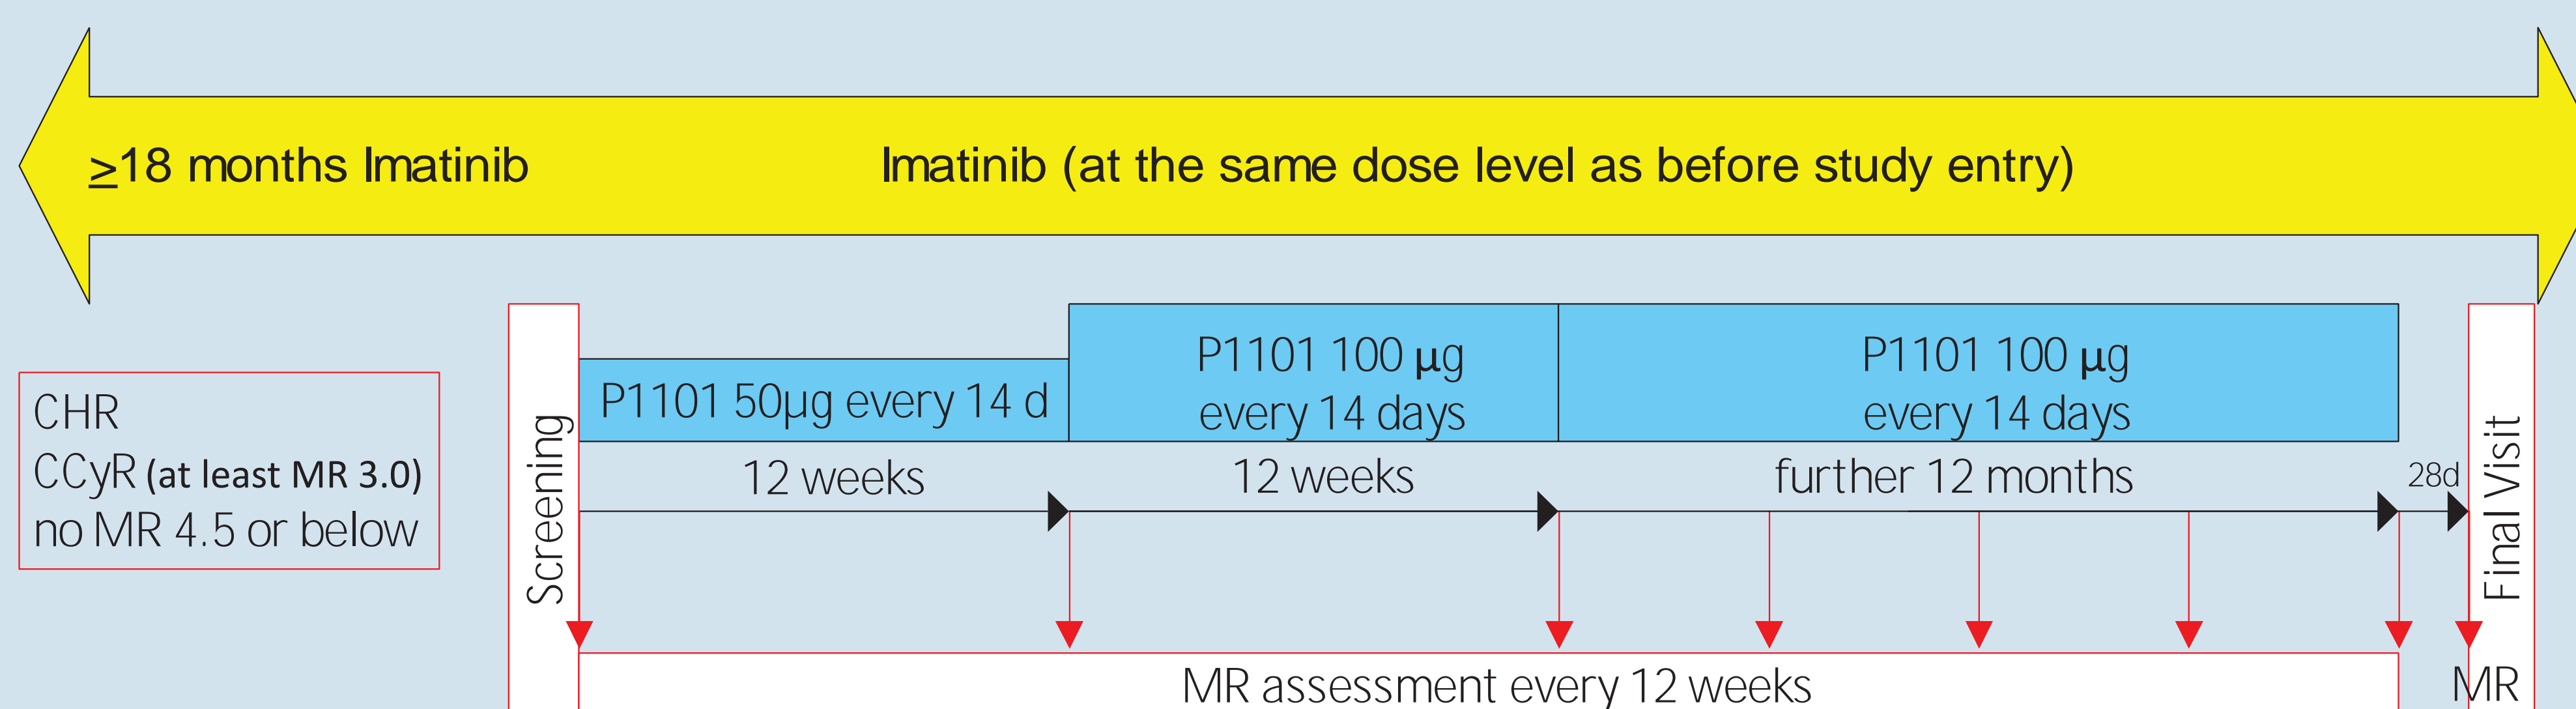 ≥18 months Imatinib
Imatinib (at the same dose level as before study entry)
CHR
CCyR (at least MR 3.0)
no MR 4.5 or below
Screening
P1101 50µg every 14 d
12 weeks
P1101 100 µg
every 14 days
12 weeks
P1101 100 µg
every 14 days
further 12 months
28d
Final Visit
MR assessment every 12 weeks
MR